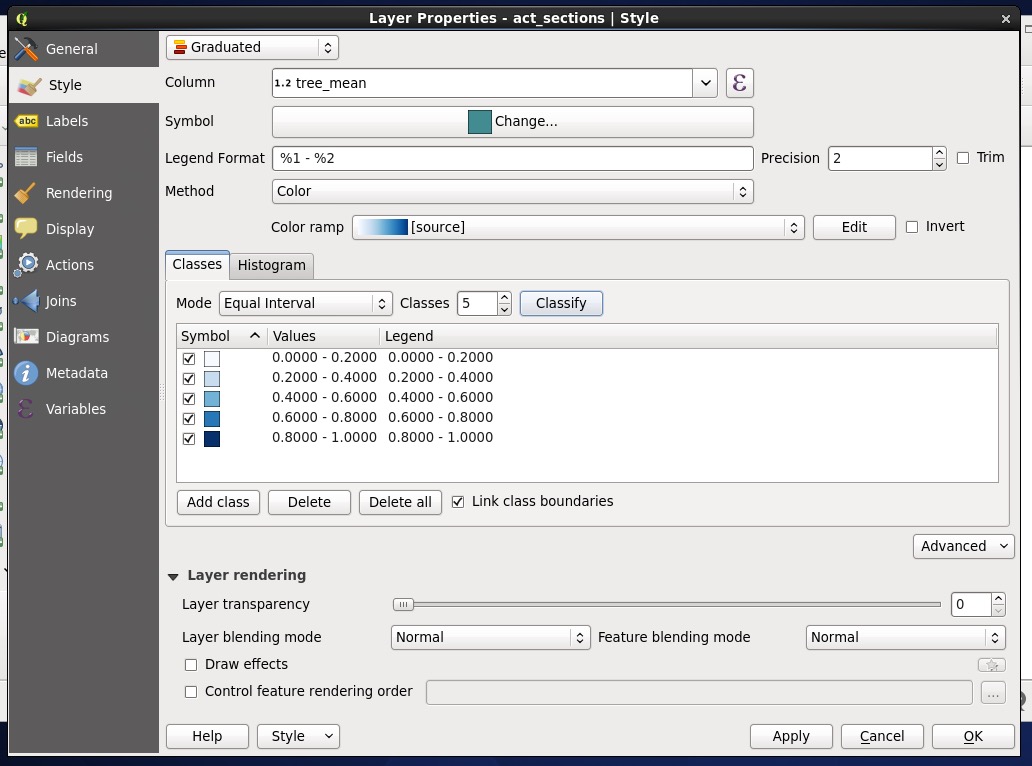 Layer Properties - act_sections | Style
General
Style
Labels
Fields
Rendering
Display
Actions
Joins
Diagrams
Metadata
Variables
Graduated
Column 1.2 tree_mean ε
Symbol Change...
Legend Format %1 - %2 Precision 2 Trim
Method Color
Color ramp [source] Edit Invert
Classes Histogram
Mode Equal Interval Classes 5 Classify
Symbol Values Legend
0.0000 - 0.2000 0.0000 - 0.2000
0.2000 - 0.4000 0.2000 - 0.4000
0.4000 - 0.6000 0.4000 - 0.6000
0.6000 - 0.8000 0.6000 - 0.8000
0.8000 - 1.0000 0.8000 - 1.0000
Add class Delete Delete all Link class boundaries
Advanced
Layer rendering
Layer transparency 0
Layer blending mode Normal Feature blending mode Normal
Draw effects
Control feature rendering order ...
Help Style Apply Cancel OK